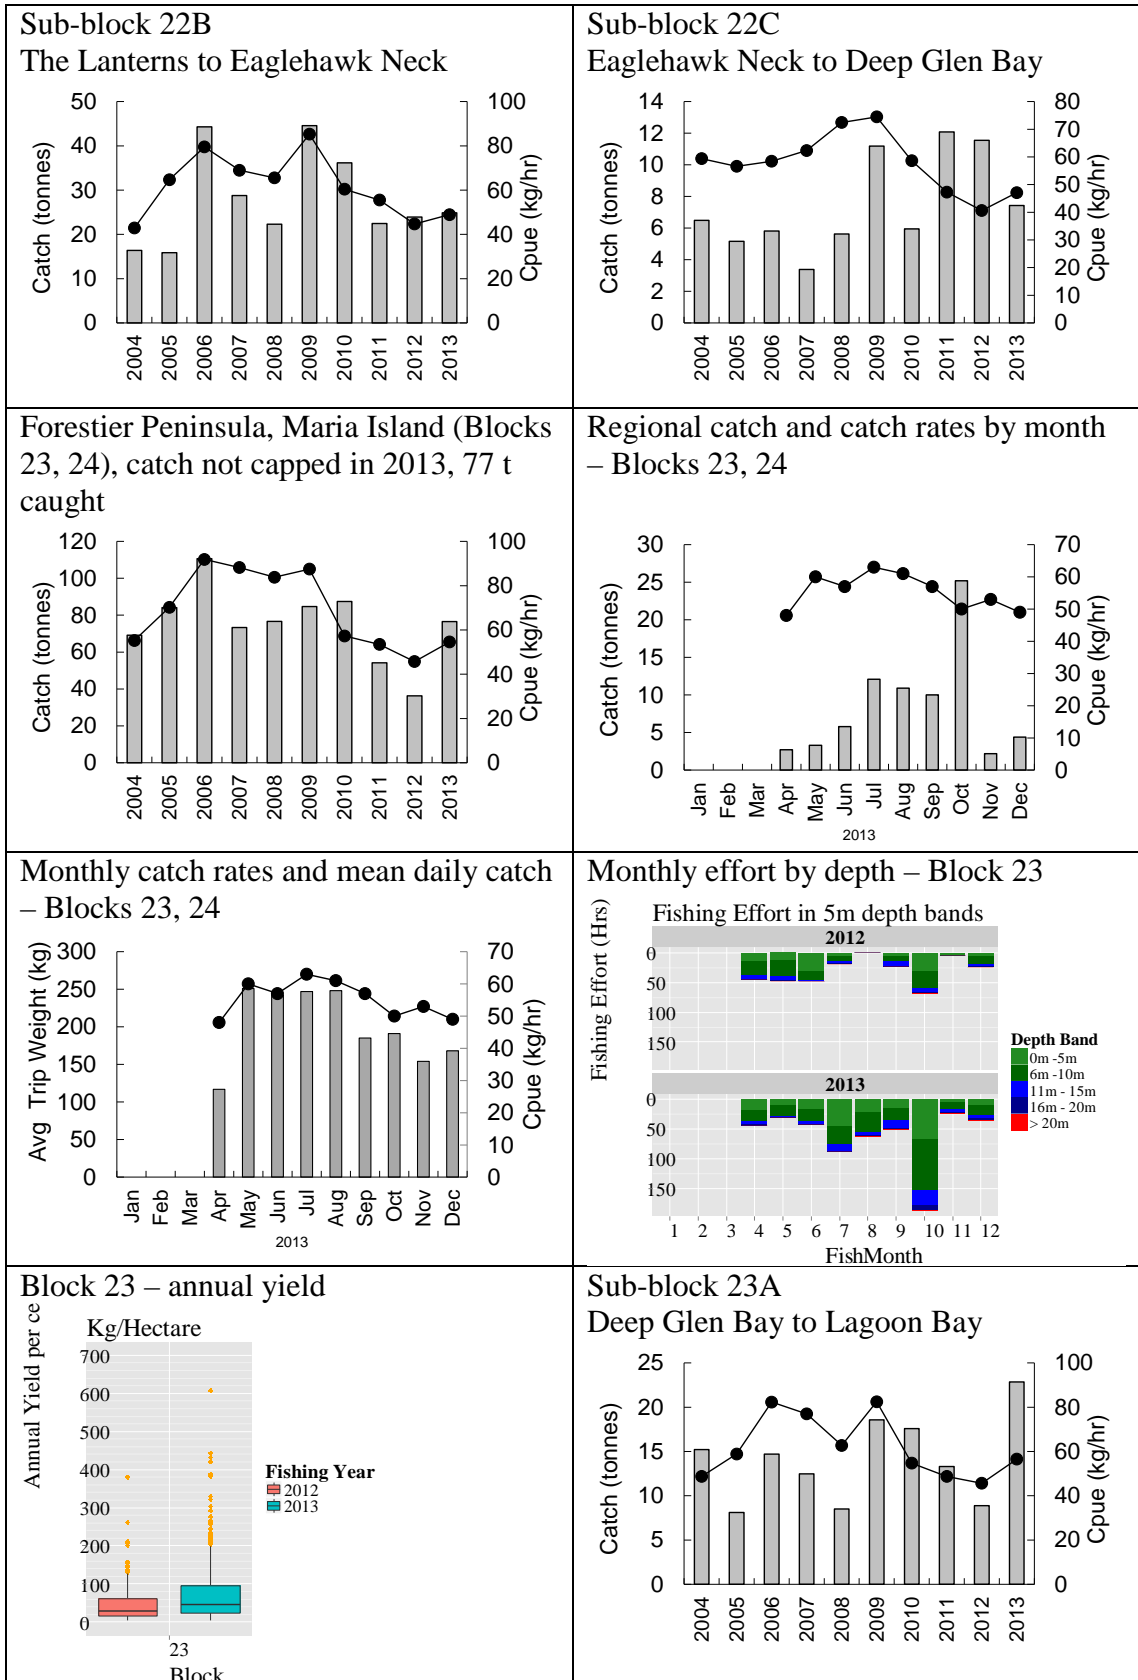 Sub-block 22B
The Lanterns to Eaglehawk Neck
50
40
30
20
10
0
Catch (tonnes)
100
80
60
40
20
0
Cpue (kg/hr)
2004
2005
2006
2007
2008
2009
2010
2011
2012
2013
Sub-block 22C
Eaglehawk Neck to Deep Glen Bay
14
12
10
8
6
4
2
0
Catch (tonnes)
80
70
60
50
40
30
20
10
0
Cpue (kg/hr)
2004
2005
2006
2007
2008
2009
2010
2011
2012
2013
Forestier Peninsula, Maria Island (Blocks
23, 24), catch not capped in 2013, 77 t
caught
120
100
80
60
40
20
0
Catch (tonnes)
100
80
60
40
20
0
Cpue (kg/hr)
2004
2005
2006
2007
2008
2009
2010
2011
2012
2013
Regional catch and catch rates by month
– Blocks 23, 24
30
25
20
15
10
5
0
Catch (tonnes)
70
60
50
40
30
20
10
0
Cpue (kg/hr)
Jan
Feb
Mar
Apr
May
Jun
Jul
Aug
Sep
Oct
Nov
Dec
2013
Monthly catch rates and mean daily catch
– Blocks 23, 24
300
250
200
150
100
50
0
Avg Trip Weight (kg)
70
60
50
40
30
20
10
0
Cpue (kg/hr)
Jan
Feb
Mar
Apr
May
Jun
Jul
Aug
Sep
Oct
Nov
Dec
2013
Monthly effort by depth – Block 23
Fishing Effort in 5m depth bands
Fishing Effort (Hrs)
2012
0
50
100
150
2013
0
50
100
150
1 2 3 4 5 6 7 8 9 10 11 12
FishMonth
Depth Band
0m -5m
6m -10m
11m - 15m
16m - 20m
> 20m
Block 23 – annual yield
Kg/Hectare
Annual Yield per ce
700
600
500
400
300
200
100
0
23
Block
Fishing Year
2012
2013
Sub-block 23A
Deep Glen Bay to Lagoon Bay
25
20
15
10
5
0
Catch (tonnes)
100
80
60
40
20
0
Cpue (kg/hr)
2004
2005
2006
2007
2008
2009
2010
2011
2012
2013